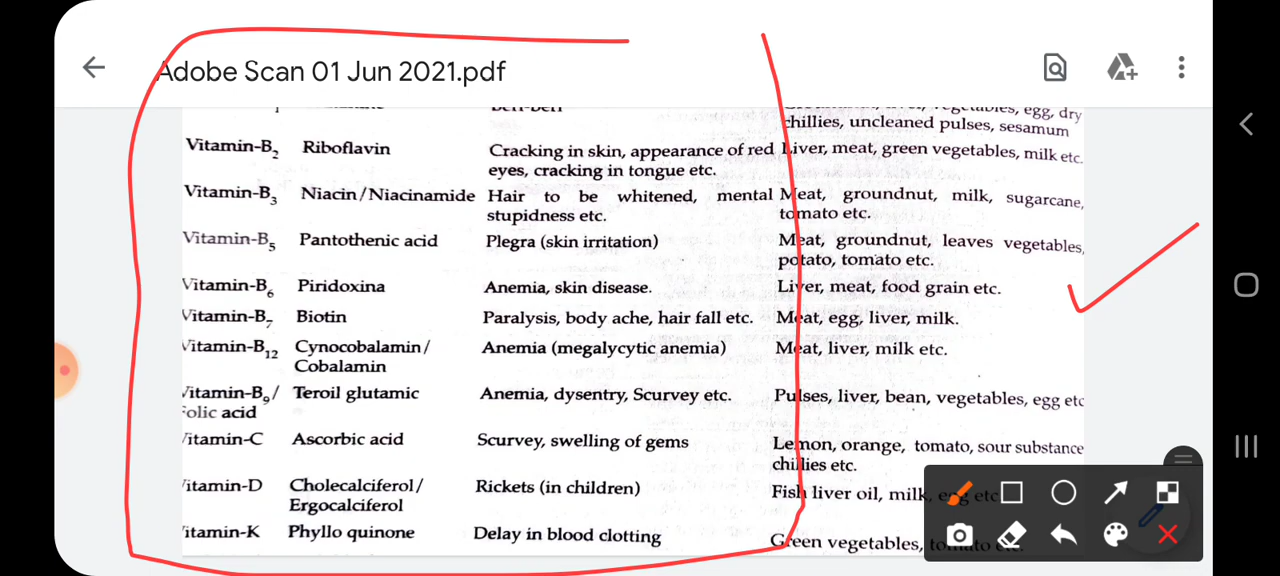 Adobe Scan 01 Jun 2021.pdf
vegetables, egg, dry
chillies, uncleaned pulses, sesamum
Vitamin-B2 Riboflavin Cracking in skin, appearance of red Liver, meat, green vegetables, milk etc.
eyes, cracking in tongue etc.
Vitamin-B3 Niacin/Niacinamide Hair to be whitened, mental Meat, groundnut, milk, sugarcane,
stupidness etc. tomato etc.
Vitamin-B5 Pantothenic acid Plegra (skin irritation) Meat, groundnut, leaves vegetables,
potato, tomato etc.
Vitamin-B6 Piridoxina Anemia, skin disease. Liver, meat, food grain etc.
Vitamin-B7 Biotin Paralysis, body ache, hair fall etc. Meat, egg, liver, milk.
Vitamin-B12 Cynocobalamin/ Anemia (megalycytic anemia) Meat, liver, milk etc.
Cobalamin
Vitamin-B9/ Teroil glutamic Anemia, dysentry, Scurvey etc. Pulses, liver, bean, vegetables, egg etc
Folic acid
Vitamin-C Ascorbic acid Scurvey, swelling of gems Lemon, orange, tomato, sour substance
chillies etc.
Vitamin-D Cholecalciferol/ Rickets (in children) Fish liver oil, milk, egg etc
Ergocalciferol
Vitamin-K Phyllo quinone Delay in blood clotting Green vegetables, tomato etc.